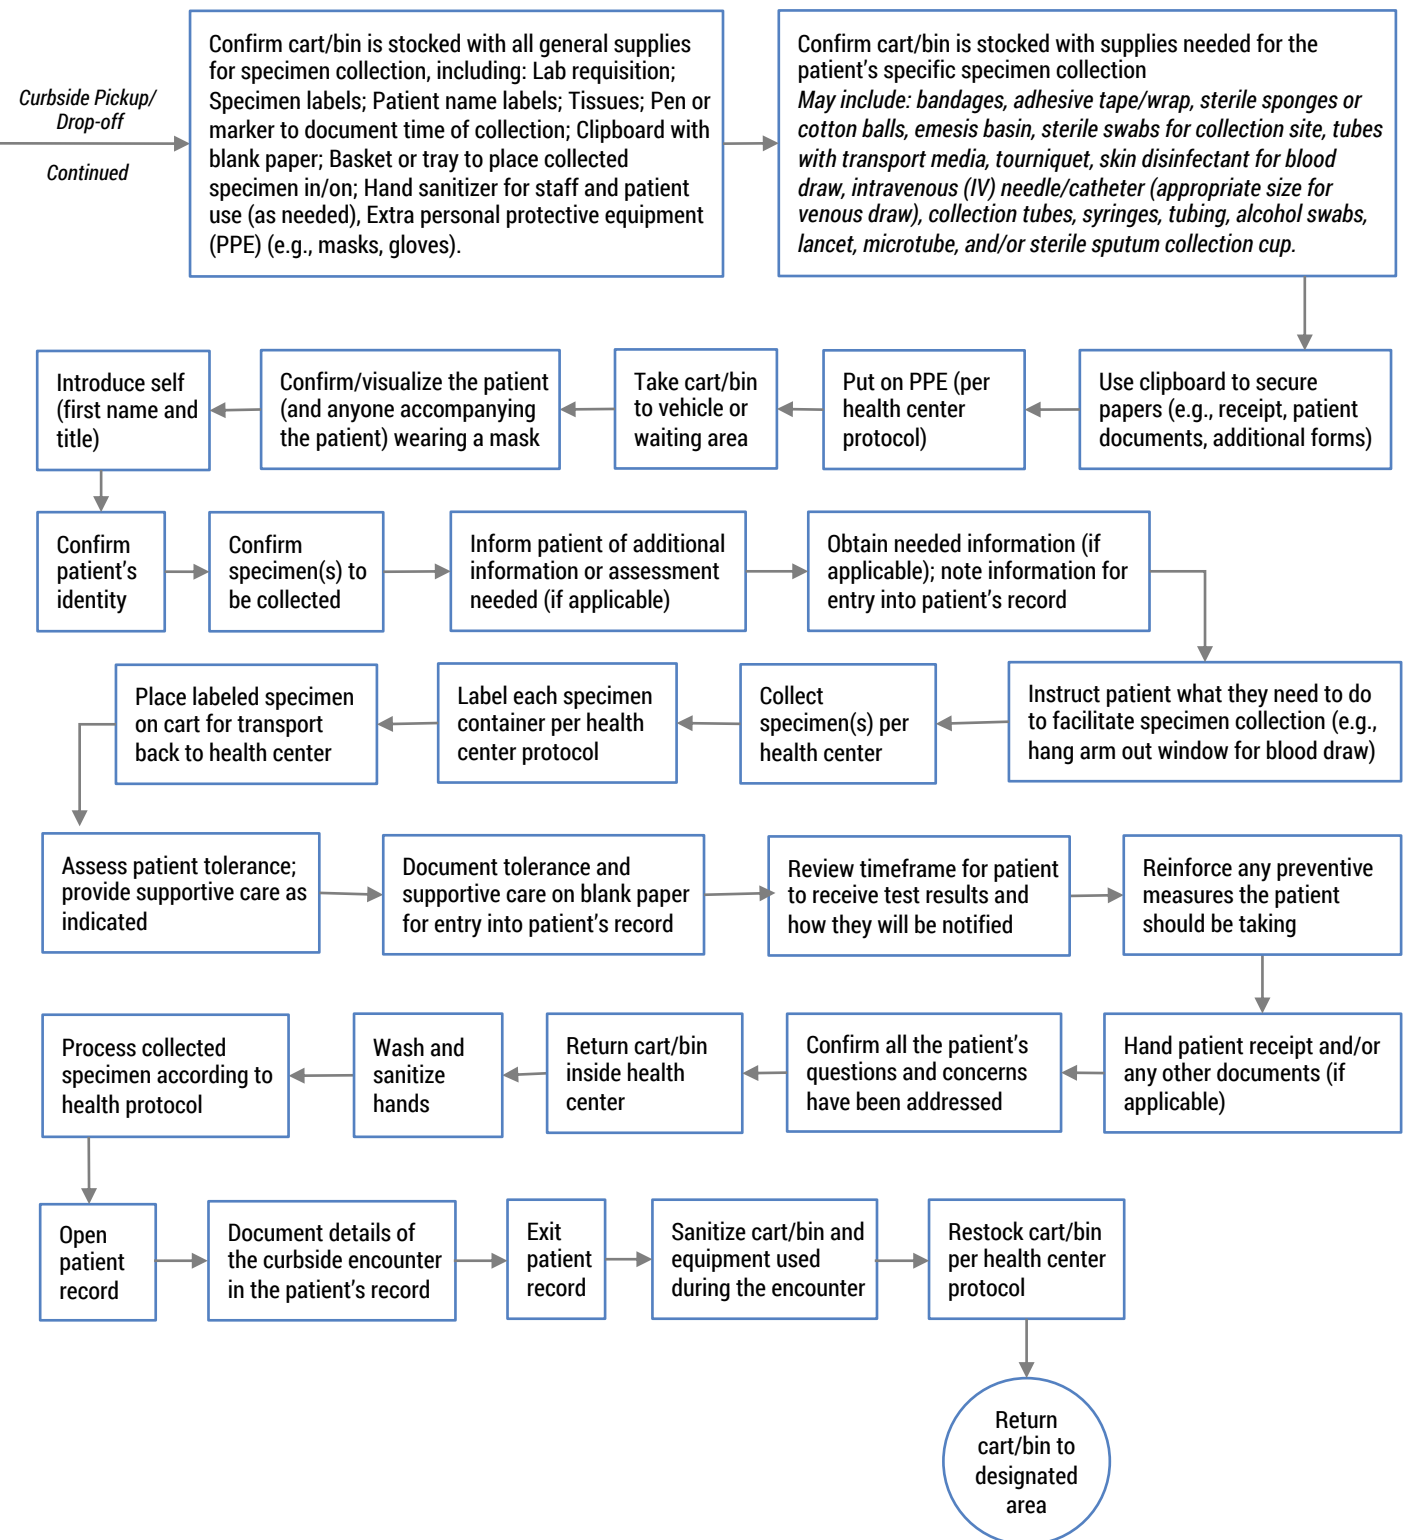 Curbside Pickup/
Drop-off
Continued
Confirm cart/bin is stocked with all general supplies
for specimen collection, including: Lab requisition;
Specimen labels; Patient name labels; Tissues; Pen or
marker to document time of collection; Clipboard with
blank paper; Basket or tray to place collected
specimen in/on; Hand sanitizer for staff and patient
use (as needed), Extra personal protective equipment
(PPE) (e.g., masks, gloves).
Confirm cart/bin is stocked with supplies needed for the
patient's specific specimen collection
May include: bandages, adhesive tape/wrap, sterile sponges or
cotton balls, emesis basin, sterile swabs for collection site, tubes
with transport media, tourniquet, skin disinfectant for blood
draw, intravenous (IV) needle/catheter (appropriate size for
venous draw), collection tubes, syringes, tubing, alcohol swabs,
lancet, microtube, and/or sterile sputum collection cup.
Use clipboard to secure
papers (e.g., receipt, patient
documents, additional forms)
Put on PPE (per
health center
protocol)
Take cart/bin
to vehicle or
waiting area
Confirm/visualize the patient
(and anyone accompanying
the patient) wearing a mask
Introduce self
(first name and
title)
Confirm
patient's
identity
Confirm
specimen(s) to
be collected
Inform patient of additional
information or assessment
needed (if applicable)
Obtain needed information (if
applicable); note information for
entry into patient's record
Instruct patient what they need to do
to facilitate specimen collection (e.g.,
hang arm out window for blood draw)
Collect
specimen(s) per
health center
Label each specimen
container per health
center protocol
Place labeled specimen
on cart for transport
back to health center
Assess patient tolerance;
provide supportive care as
indicated
Document tolerance and
supportive care on blank paper
for entry into patient's record
Review timeframe for patient
to receive test results and
how they will be notified
Reinforce any preventive
measures the patient
should be taking
Hand patient receipt and/or
any other documents (if
applicable)
Confirm all the patient's
questions and concerns
have been addressed
Return cart/bin
inside health
center
Wash and
sanitize
hands
Process collected
specimen according to
health protocol
Open
patient
record
Document details of
the curbside encounter
in the patient's record
Exit
patient
record
Sanitize cart/bin and
equipment used
during the encounter
Restock cart/bin
per health center
protocol
Return
cart/bin to
designated
area